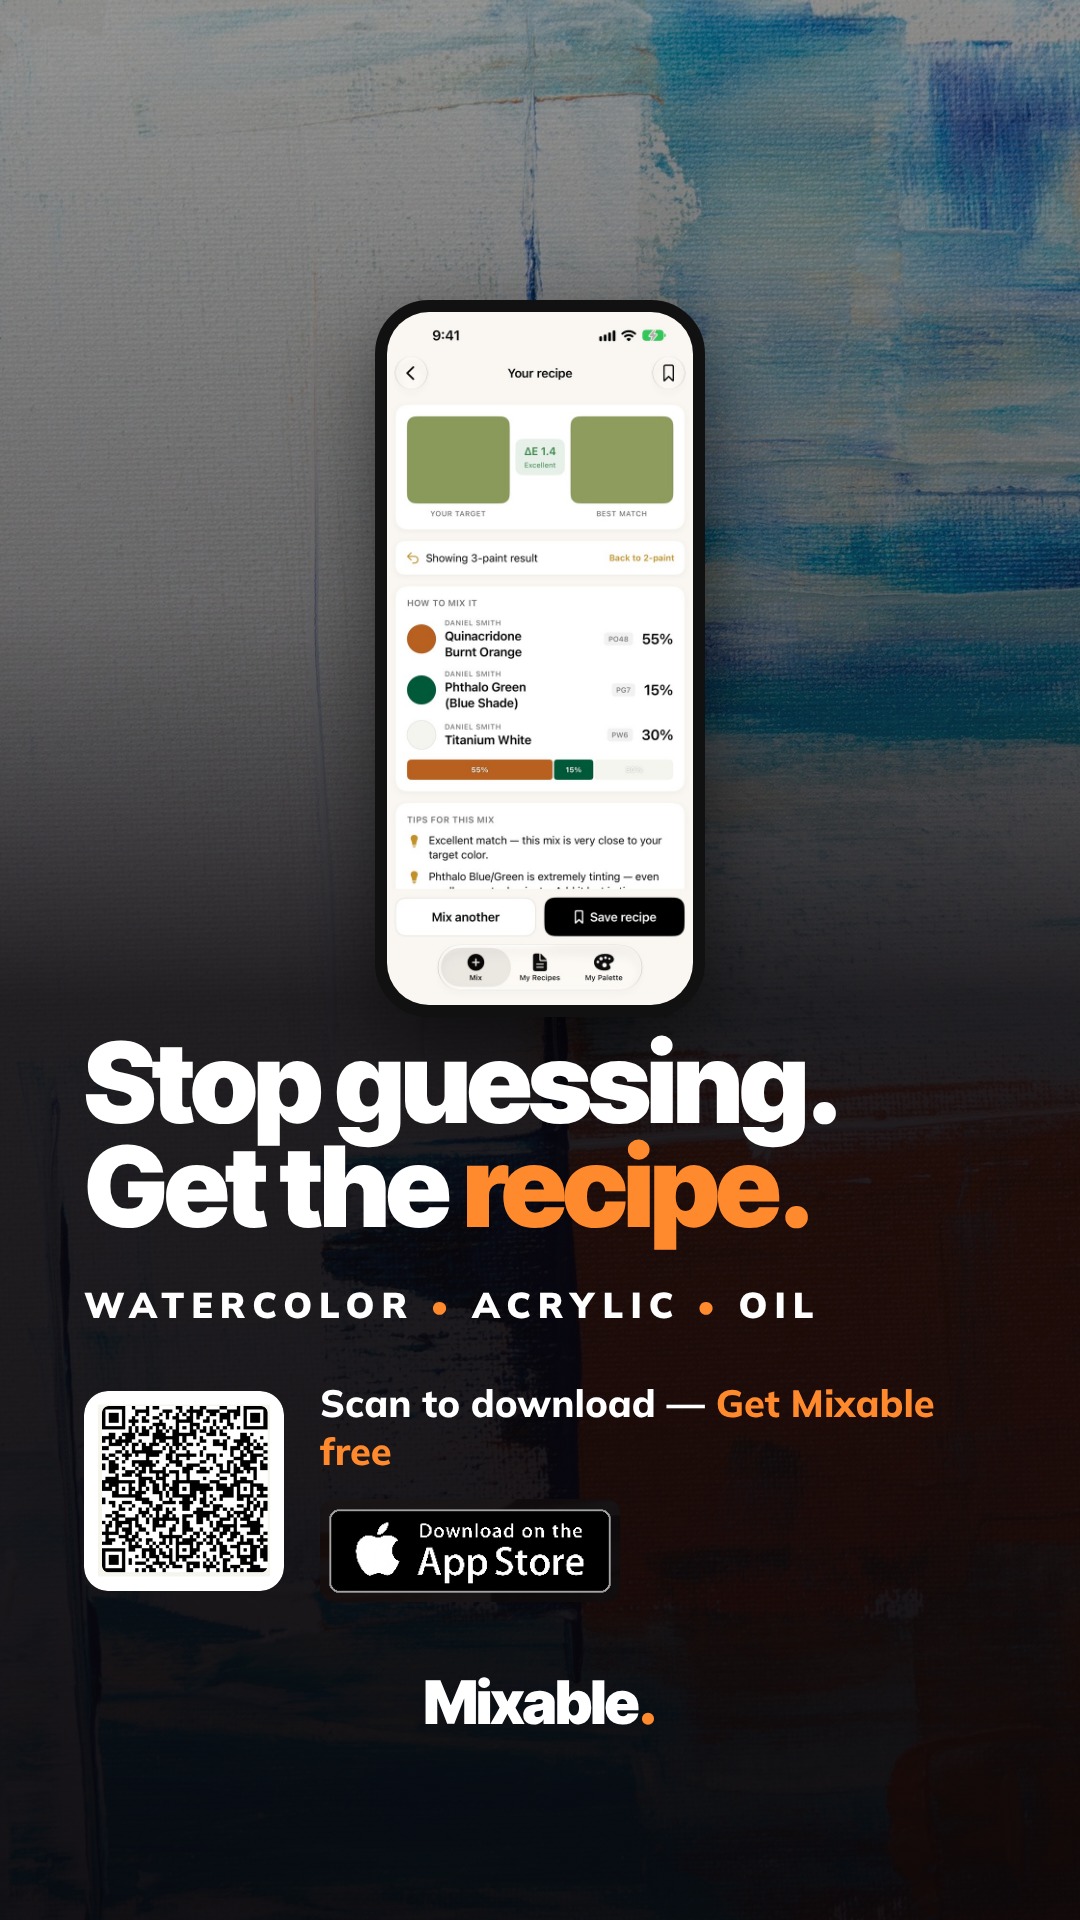 9:41
Your recipe
ΔE 1.4
Excellent
YOUR TARGET
BEST MATCH
Showing 3-paint result
Back to 2-paint
HOW TO MIX IT
DANIEL SMITH
Quinacridone
Burnt Orange
PO48
55%
DANIEL SMITH
Phthalo Green
(Blue Shade)
PG7
15%
DANIEL SMITH
Titanium White
PW6
30%
55%
15%
TIPS FOR THIS MIX
Excellent match — this mix is very close to your
target color.
Phthalo Blue/Green is extremely tinting — even
Mix another
Save recipe
Mix
My Recipes
My Palette
Stop guessing.
Get the recipe.
WATERCOLOR • ACRYLIC • OIL
Scan to download — Get Mixable
free
Download on the
App Store
Mixable.